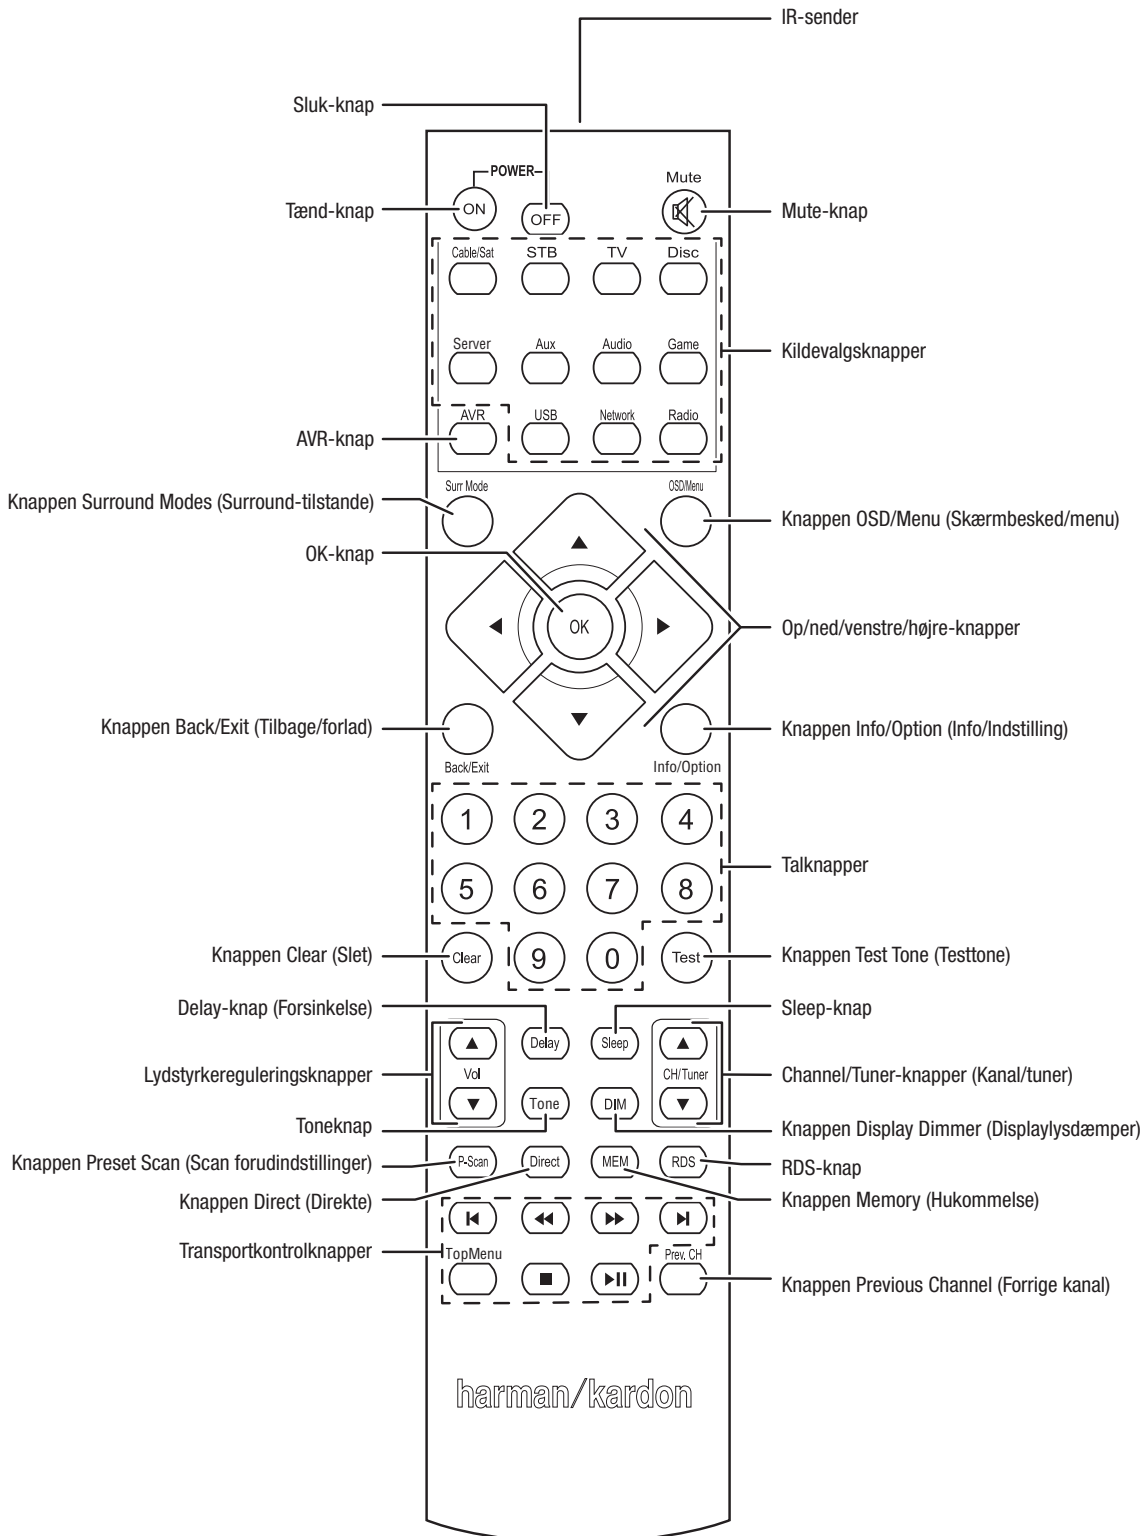 IR-sender
Sluk-knap
POWER
Mute
Tænd-knap
ON
OFF
Mute-knap
Cable/Sat STB TV Disc
Server Aux Audio Game
Kildevalgsknapper
AVR USB Network Radio
AVR-knap
Surr Mode
OSD/Menu
Knappen Surround Modes (Surround-tilstande)
Knappen OSD/Menu (Skærmbesked/menu)
OK-knap
OK
Op/ned/venstre/højre-knapper
Knappen Back/Exit (Tilbage/forlad)
Knappen Info/Option (Info/Indstilling)
Back/Exit
Info/Option
1 2 3 4
Talknapper
5 6 7 8
Knappen Clear (Slet)
Clear 9 0 Test
Knappen Test Tone (Testtone)
Delay-knap (Forsinkelse)
Sleep-knap
Delay Sleep
Lydstyrkereguleringsknapper
Vol
CH/Tuner
Channel/Tuner-knapper (Kanal/tuner)
Tone DIM
Toneknap
Knappen Display Dimmer (Displaylysdæmper)
Knappen Preset Scan (Scan forudindstillinger)
P-Scan Direct MEM RDS
RDS-knap
Knappen Direct (Direkte)
Knappen Memory (Hukommelse)
Transportkontrolknapper
TopMenu
Prev. CH
Knappen Previous Channel (Forrige kanal)
harman/kardon